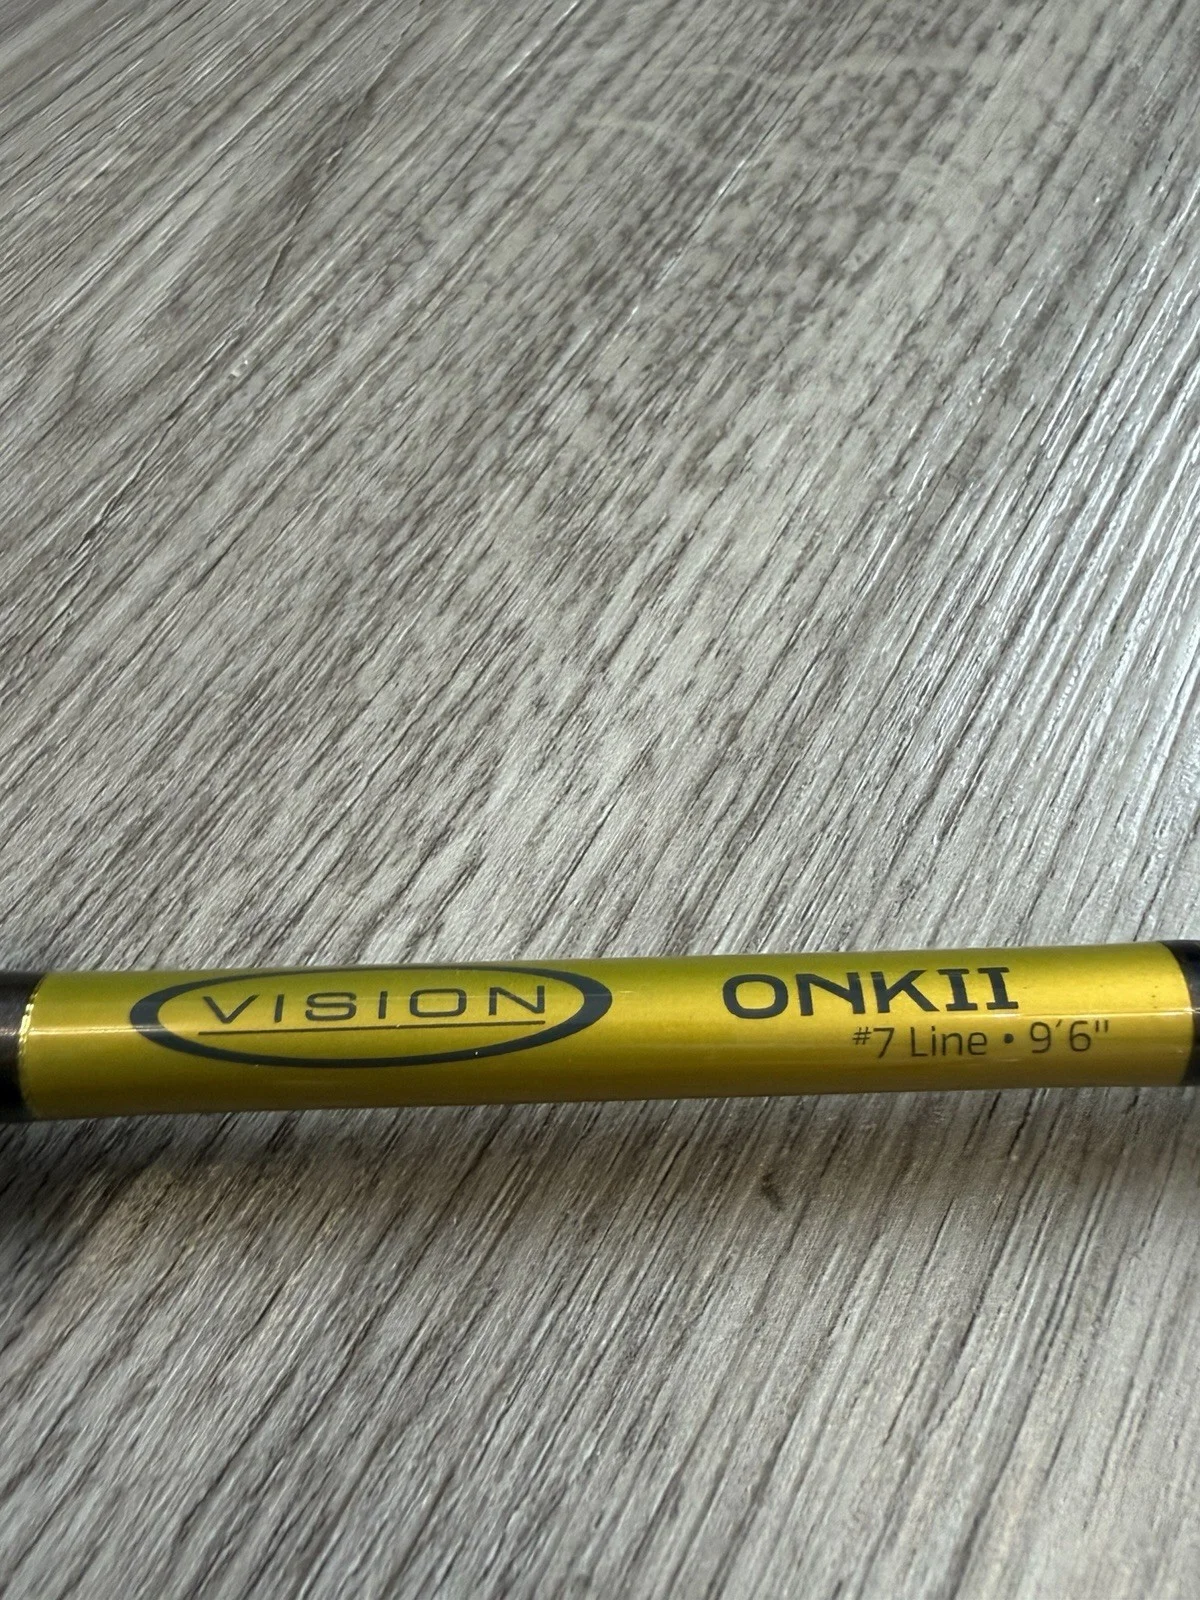 VISION
ONKII
#7 Line • 9'6"